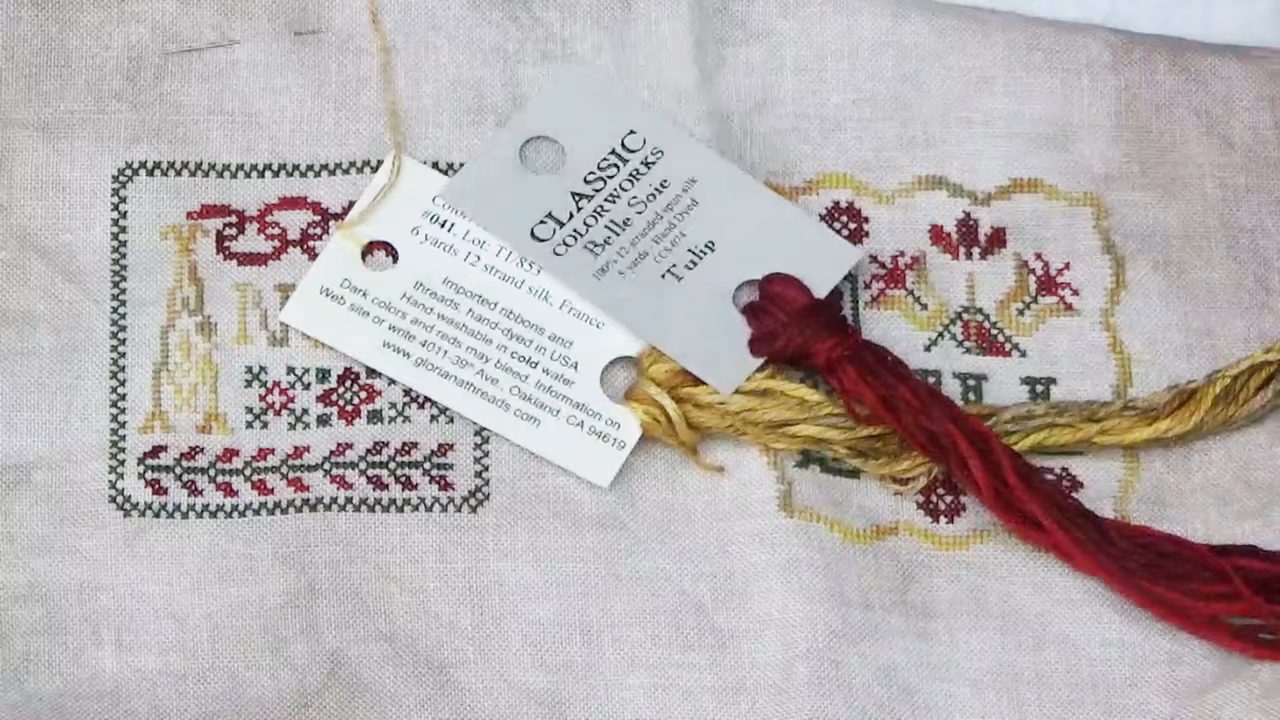 CLASSIC
COLORWORKS
Belle Soie
100% 12 stranded spun silk
5 yards - Hand Dyed
Tulip
#041. Lot: T1/853
6 yards 12 strand silk, France
Imported ribbons and
threads, hand-dyed in USA
Hand-washable in cold water
Dark colors and reds may bleed. Information on
Web site or write 4011-39th Ave., Oakland, CA 94619
www.glorianathreads.com